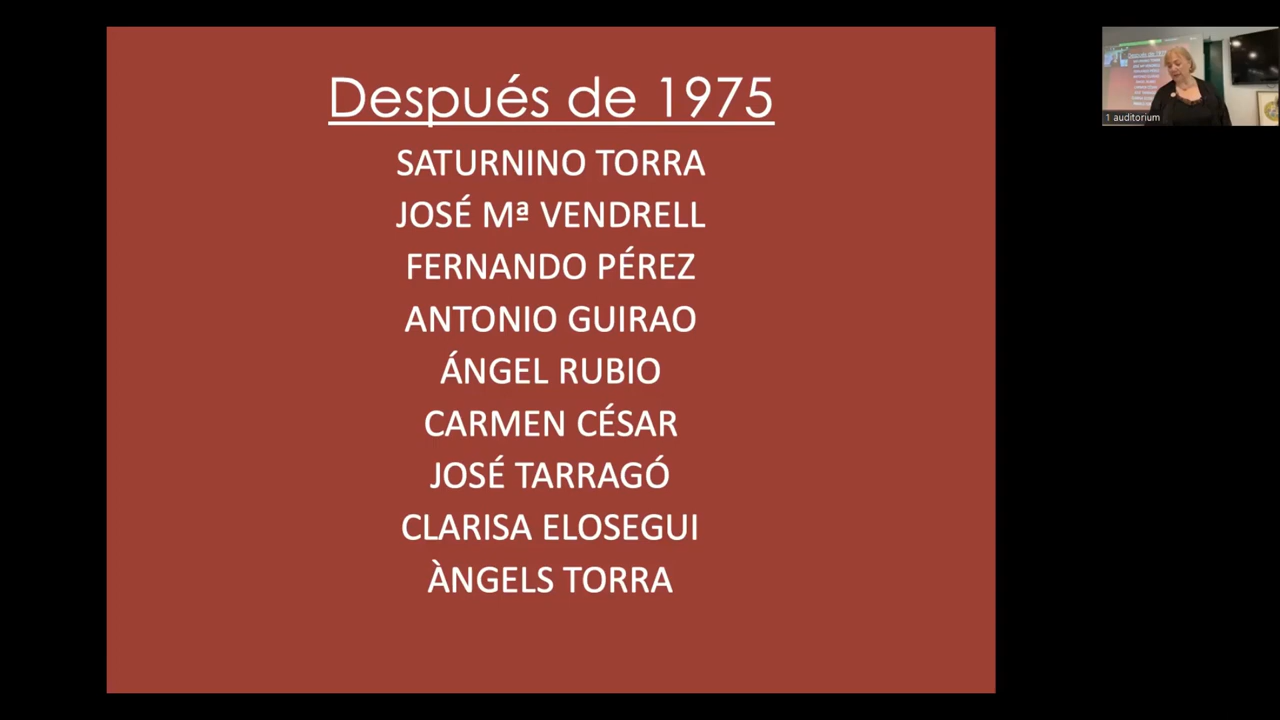 Después de 1975
SATURNINO TORRA
JOSÉ Mª VENDRELL
FERNANDO PÉREZ
ANTONIO GUIRAO
ÁNGEL RUBIO
CARMEN CÉSAR
JOSÉ TARRAGÓ
CLARISA ELOSEGUI
ÀNGELS TORRA
1 auditorium